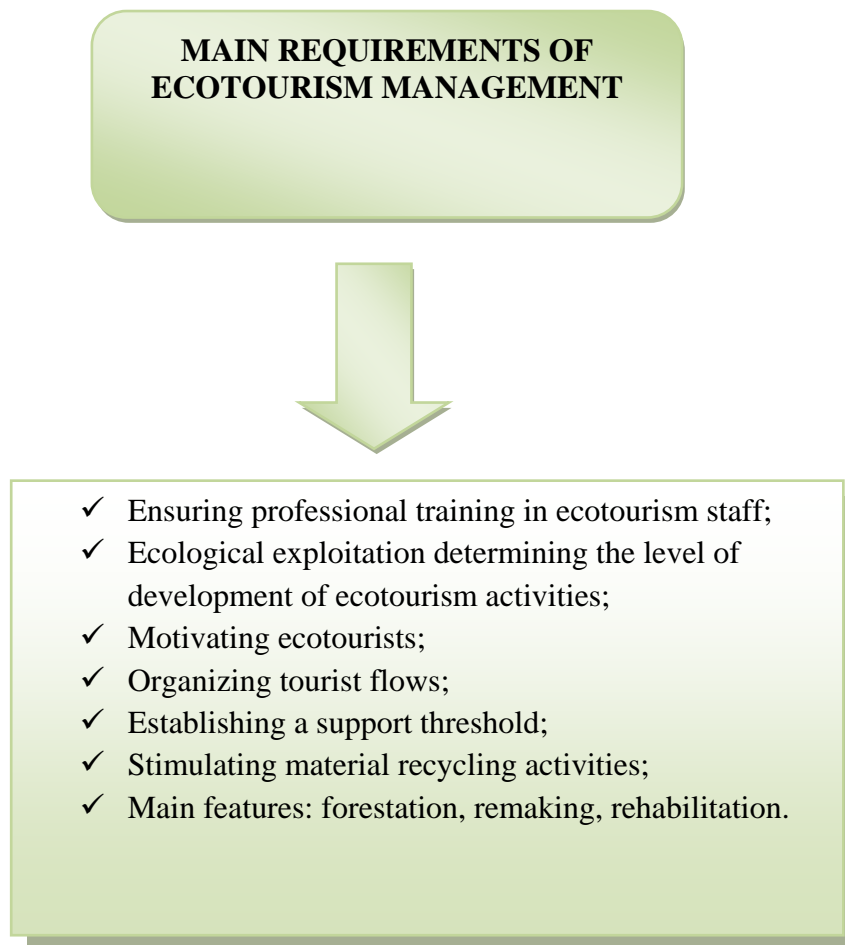 MAIN REQUIREMENTS OF
ECOTOURISM MANAGEMENT
✓ Ensuring professional training in ecotourism staff;
✓ Ecological exploitation determining the level of
development of ecotourism activities;
✓ Motivating ecotourists;
✓ Organizing tourist flows;
✓ Establishing a support threshold;
✓ Stimulating material recycling activities;
✓ Main features: forestation, remaking, rehabilitation.